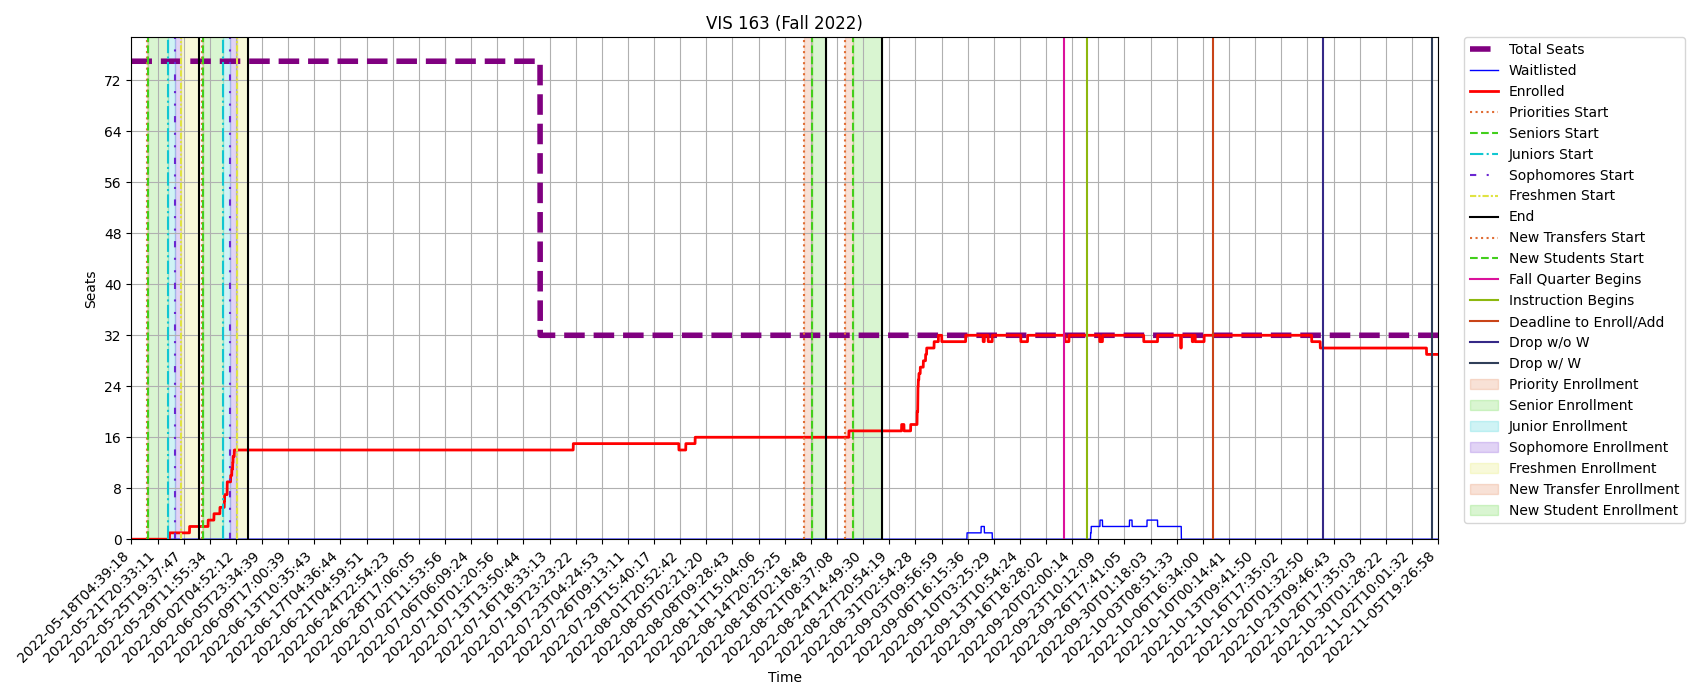 VIS 163 (Fall 2022)
Seats
72
64
56
48
40
32
24
16
8
0
2022-05-18T04:39:18
2022-05-21T20:33:11
2022-05-25T19:37:47
2022-05-29T11:55:34
2022-06-02T04:52:12
2022-06-05T23:34:39
2022-06-09T17:00:39
2022-06-13T10:35:43
2022-06-17T04:36:44
2022-06-21T04:59:51
2022-06-24T22:54:23
2022-06-28T17:06:05
2022-07-02T11:53:56
2022-07-06T06:09:24
2022-07-10T01:20:56
2022-07-13T13:50:44
2022-07-16T18:33:13
2022-07-19T23:23:22
2022-07-23T04:24:53
2022-07-26T09:13:11
2022-07-29T15:40:17
2022-08-01T20:52:42
2022-08-05T02:21:20
2022-08-08T09:28:43
2022-08-11T15:04:06
2022-08-14T20:25:25
2022-08-18T02:18:48
2022-08-21T08:37:08
2022-08-24T14:49:30
2022-08-27T20:54:19
2022-08-31T02:54:28
2022-09-03T09:56:59
2022-09-06T16:15:36
2022-09-10T03:25:29
2022-09-13T10:54:24
2022-09-16T18:28:02
2022-09-20T02:00:14
2022-09-23T10:12:09
2022-09-26T17:41:05
2022-09-30T01:18:03
2022-10-03T08:51:33
2022-10-06T16:34:00
2022-10-10T00:14:41
2022-10-13T09:41:50
2022-10-16T17:35:02
2022-10-20T01:32:50
2022-10-23T09:46:43
2022-10-26T17:35:03
2022-10-30T01:28:22
2022-11-02T10:01:32
2022-11-05T19:26:58
Time
Total Seats
Waitlisted
Enrolled
Priorities Start
Seniors Start
Juniors Start
Sophomores Start
Freshmen Start
End
New Transfers Start
New Students Start
Fall Quarter Begins
Instruction Begins
Deadline to Enroll/Add
Drop w/o W
Drop w/ W
Priority Enrollment
Senior Enrollment
Junior Enrollment
Sophomore Enrollment
Freshmen Enrollment
New Transfer Enrollment
New Student Enrollment